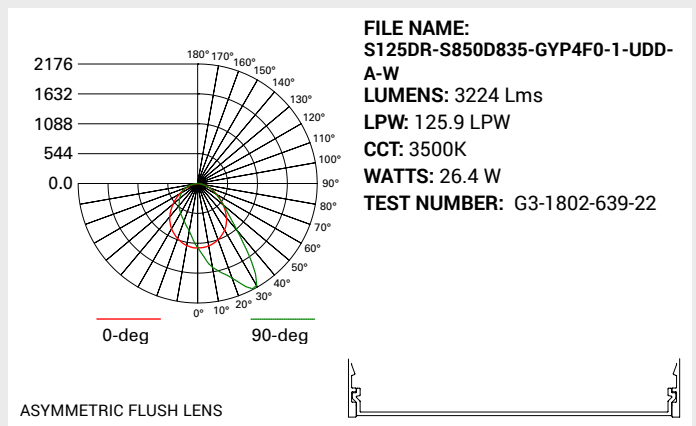 2176
1632
1088
544
0.0
180°
170°
160°
150°
140°
130°
120°
110°
100°
90°
80°
70°
60°
50°
40°
30°
20°
10°
0°
0-deg
90-deg
FILE NAME:
S125DR-S850D835-GYP4F0-1-UDD-
A-W
LUMENS: 3224 Lms
LPW: 125.9 LPW
CCT: 3500K
WATTS: 26.4 W
TEST NUMBER: G3-1802-639-22
ASYMMETRIC FLUSH LENS